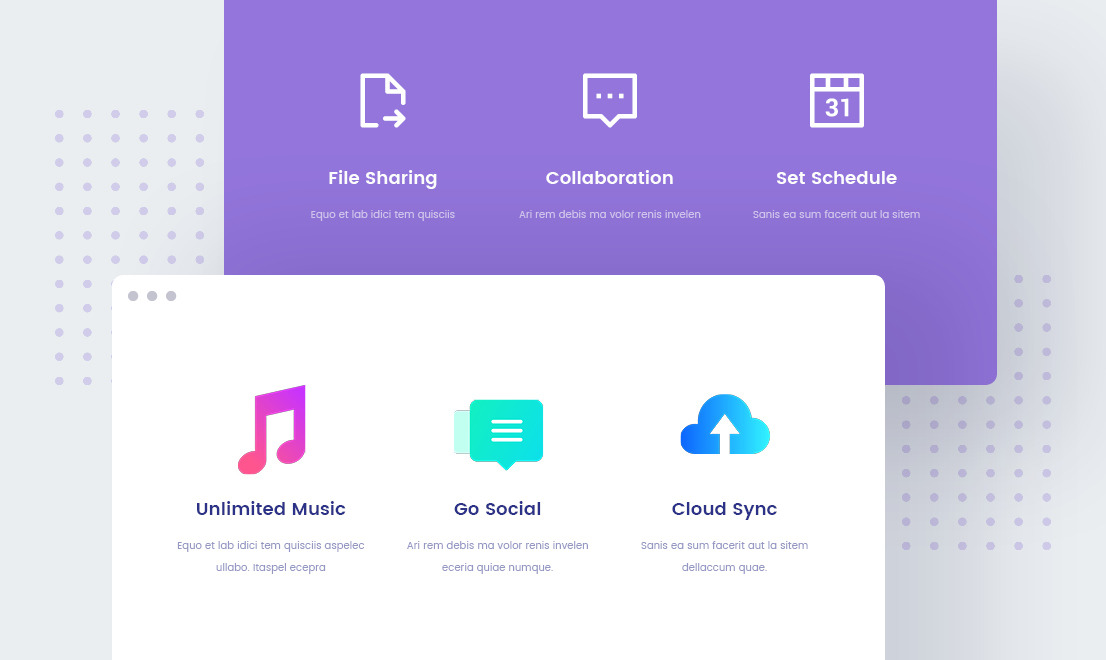 31
File Sharing
Collaboration
Set Schedule
Equo et lab idici tem quisciis
Ari rem debis ma volor renis invelen
Sanis ea sum facerit aut la sitem
Unlimited Music
Go Social
Cloud Sync
Equo et lab idici tem quisciis aspelec
ullabo. Itaspel ecepra
Ari rem debis ma volor renis invelen
eceria quiae numque.
Sanis ea sum facerit aut la sitem
dellaccum quae.